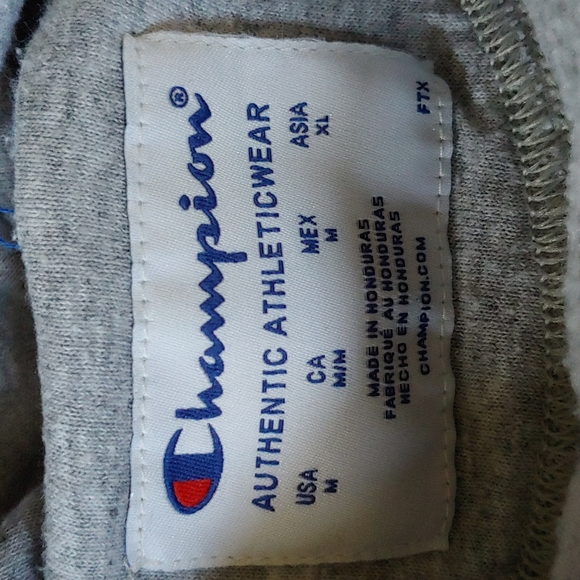 Champion®
AUTHENTIC ATHLETICWEAR
USA CA MEX ASIA
M M/M M XL
MADE IN HONDURAS
FABRIQUÉ AU HONDURAS
HECHO EN HONDURAS
CHAMPION.COM FTX